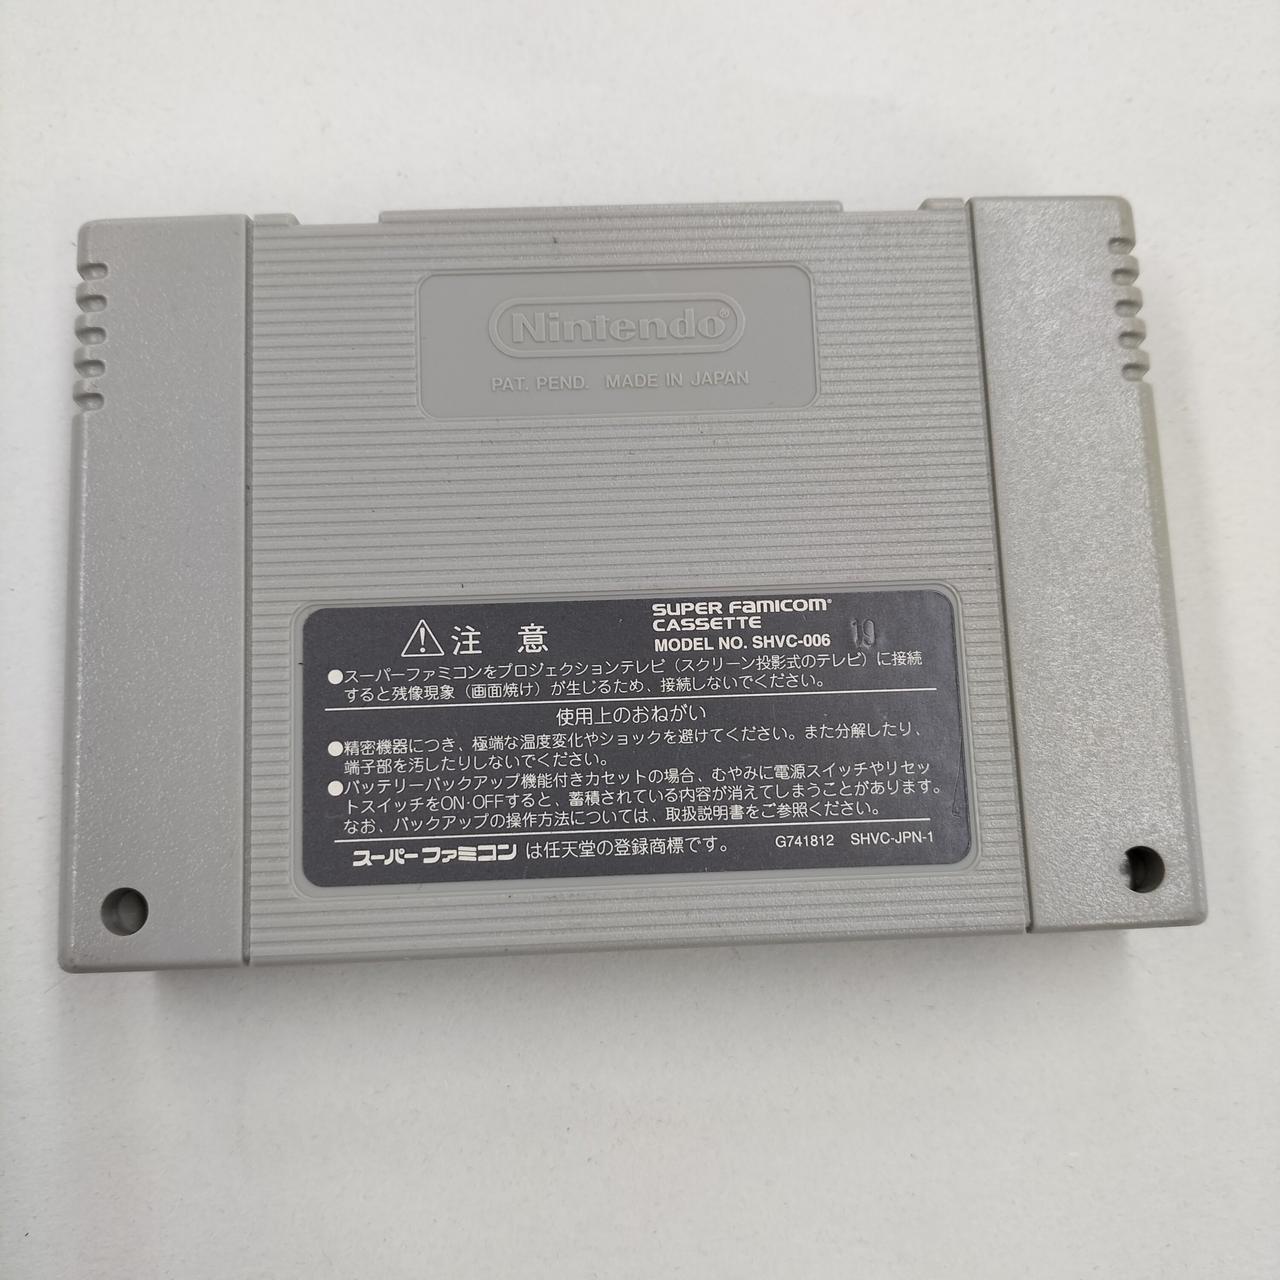 Nintendo®
PAT. PEND. MADE IN JAPAN
注意
SUPER FAMICOM®
CASSETTE
MODEL NO. SHVC-006
19
●スーパーファミコンをプロジェクションテレビ（スクリーン投影式のテレビ）に接続
すると残像現象（画面焼け）が生じるため、接続しないでください。
使用上のおねがい
●精密機器につき、極端な温度変化やショックを避けてください。また分解したり、
端子部を汚したりしないでください。
●バッテリーバックアップ機能付きカセットの場合、むやみに電源スイッチやリセッ
トスイッチをON・OFFすると、蓄積されている内容が消えてしまうことがあります。
なお、バックアップの操作方法については、取扱説明書をご参照ください。
スーパーファミコンは任天堂の登録商標です。 G741812 SHVC-JPN-1